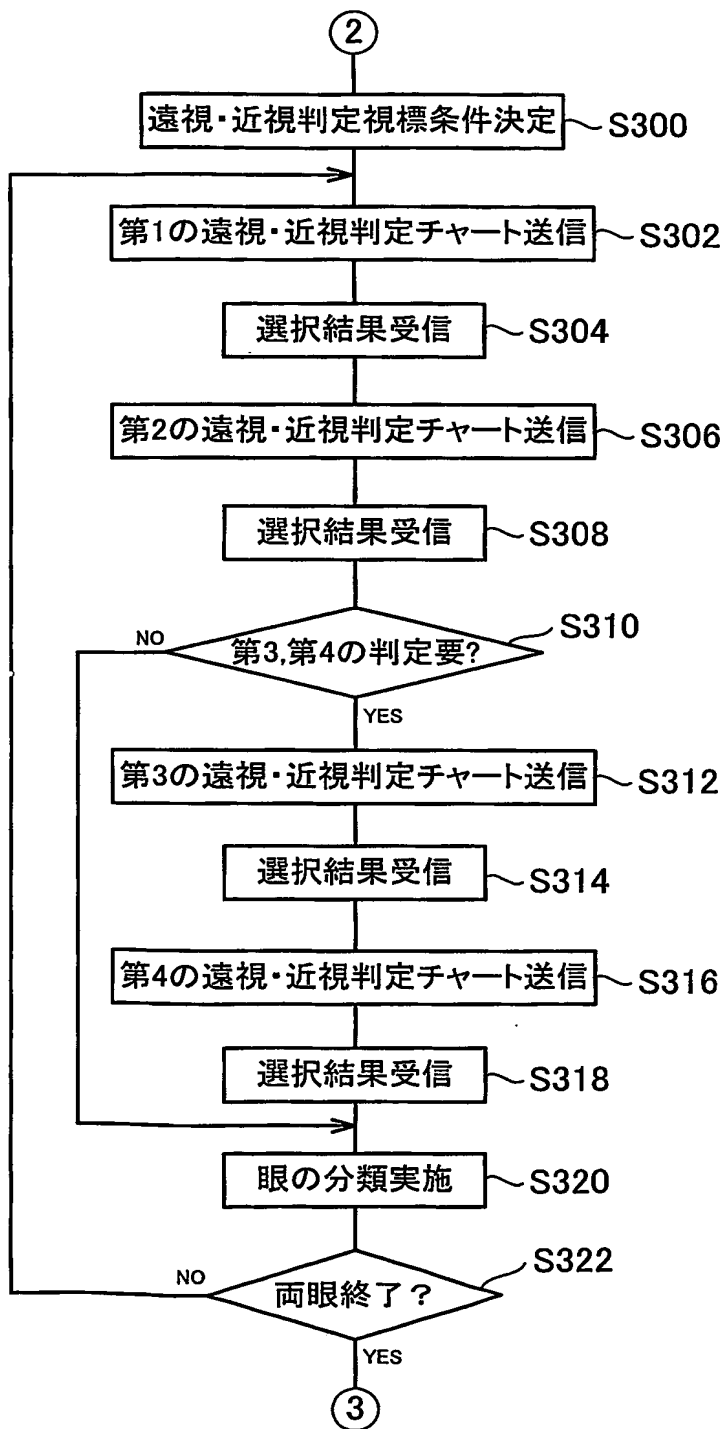 2
遠視・近視判定視標条件決定 S300
第1の遠視・近視判定チャート送信 S302
選択結果受信 S304
第2の遠視・近視判定チャート送信 S306
選択結果受信 S308
S310
NO 第3,第4の判定要?
YES
第3の遠視・近視判定チャート送信 S312
選択結果受信 S314
第4の遠視・近視判定チャート送信 S316
選択結果受信 S318
眼の分類実施 S320
S322
NO 両眼終了?
YES
3